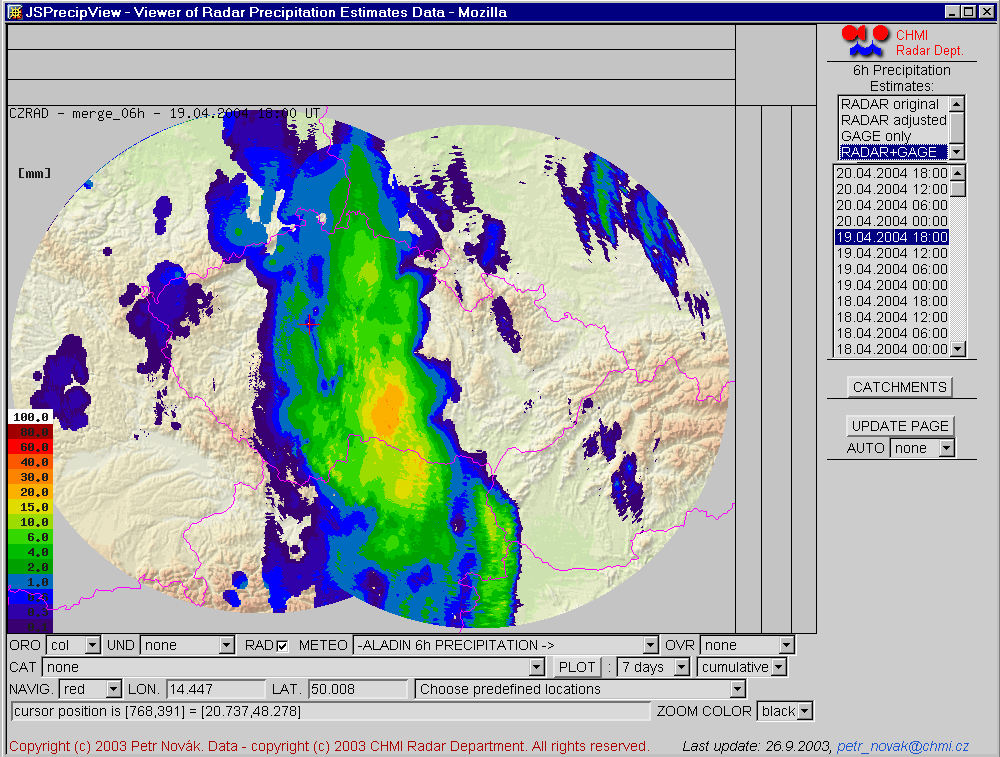 JSPrecipView - Viewer of Radar Precipitation Estimates Data - Mozilla
CHMI
Radar Dept.
6h Precipitation
Estimates:
RADAR original
RADAR adjusted
GAGE only
RADAR+GAGE
CZRAD - merge_06h - 19.04.2004 18:00 UT
[mm]
20.04.2004 18:00
20.04.2004 12:00
20.04.2004 06:00
20.04.2004 00:00
19.04.2004 18:00
19.04.2004 12:00
19.04.2004 06:00
19.04.2004 00:00
18.04.2004 18:00
18.04.2004 12:00
18.04.2004 06:00
18.04.2004 00:00
CATCHMENTS
UPDATE PAGE
AUTO none
100.0
80.0
60.0
40.0
30.0
20.0
15.0
10.0
6.0
4.0
2.0
1.0
ORO col UND none RAD METEO -ALADIN 6h PRECIPITATION -> OVR none
CAT none PLOT : 7 days cumulative
NAVIG. red LON. 14.447 LAT. 50.008 Choose predefined locations
cursor position is [768,391] = [20.737,48.278] ZOOM COLOR black
Copyright (c) 2003 Petr Novák. Data - copyright (c) 2003 CHMI Radar Department. All rights reserved. Last update: 26.9.2003, petr_novak@chmi.cz